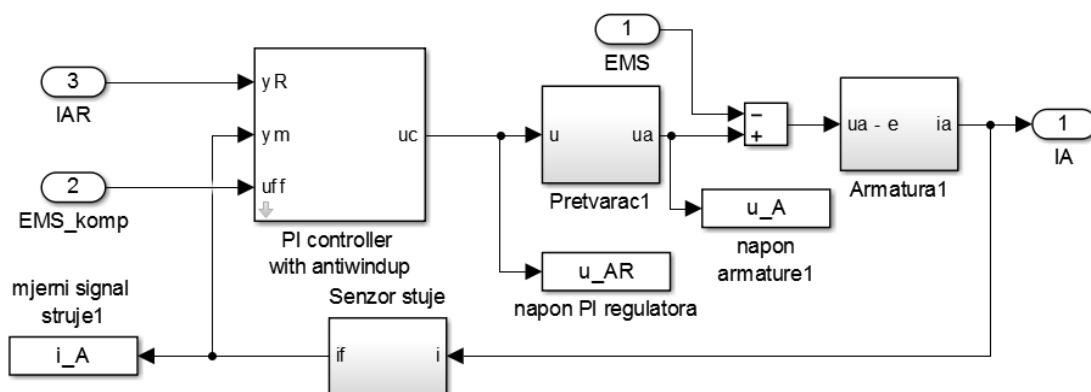 3
IAR
2
EMS_komp
yR
ym
uff
uc
PI controller
with antiwindup
u
ua
Pretvarac1
1
EMS
−
+
ua - e
ia
Armatura1
1
IA
u_A
napon
armature1
u_AR
napon PI regulatora
mjerni signal
struje1
i_A
Senzor stuje
if
i